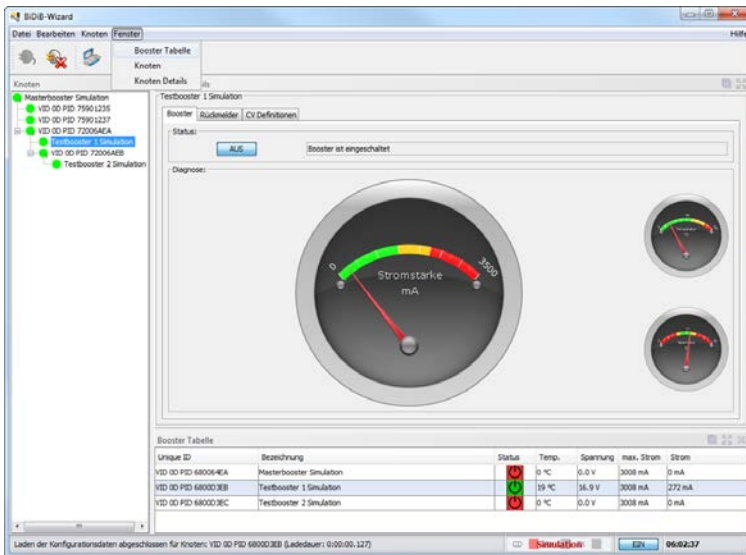 BiDiB-Wizard
Datei Bearbeiten Knoten Fenster Hilfe
Booster Tabelle
Knoten
Knoten Details
Knoten
Masterbooster Simulation
VID 0D PID 75901235
VID 0D PID 75901237
VID 0D PID 72006AEA
Testbooster 1 Simulation
VID 0D PID 72006AEB
Testbooster 2 Simulation
Testbooster 1 Simulation
Booster Rückmelder CV Definitionen
Status:
AUS Booster ist eingeschaltet
Diagnose:
0 3500
Stromstärke
mA
Booster Tabelle
Unique ID Bezeichnung Status Temp. Spannung max. Strom Strom
VID 0D PID 680064EA Masterbooster Simulation 0 °C 0.0 V 3008 mA 0 mA
VID 0D PID 6800D3EB Testbooster 1 Simulation 19 °C 16.9 V 3008 mA 272 mA
VID 0D PID 6800D3EC Testbooster 2 Simulation 0 °C 0.0 V 3008 mA 0 mA
Laden der Konfigurationsdaten abgeschlossen für Knoten: VID 0D PID 6800D3EB (Ladedauer: 0:00:00.127) CD Simulation EIN 06:02:37